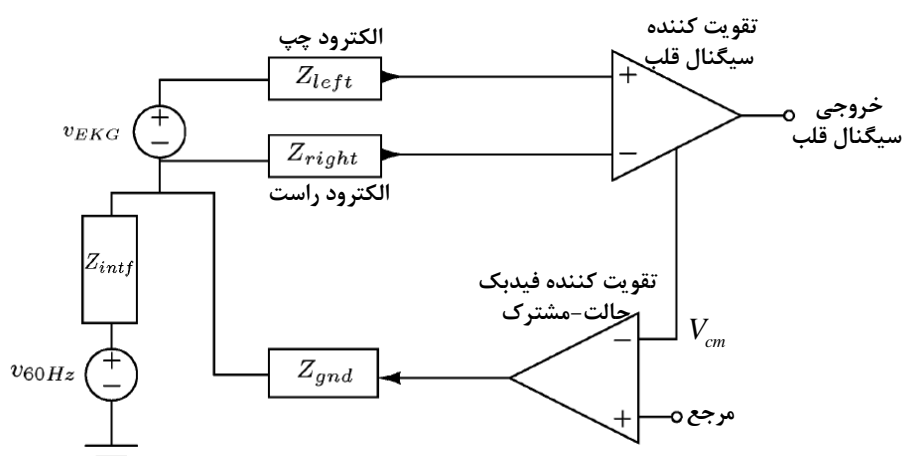 الکترود چپ
تقویت کننده
سیگنال قلب
Z_left
+
v_EKG
+
−
Z_right
−
خروجی
سیگنال قلب
الکترود راست
Z_intf
تقویت کننده فیدبک
حالت-مشترک
V_cm
−
v_60Hz
+
−
Z_gnd
+
مرجع